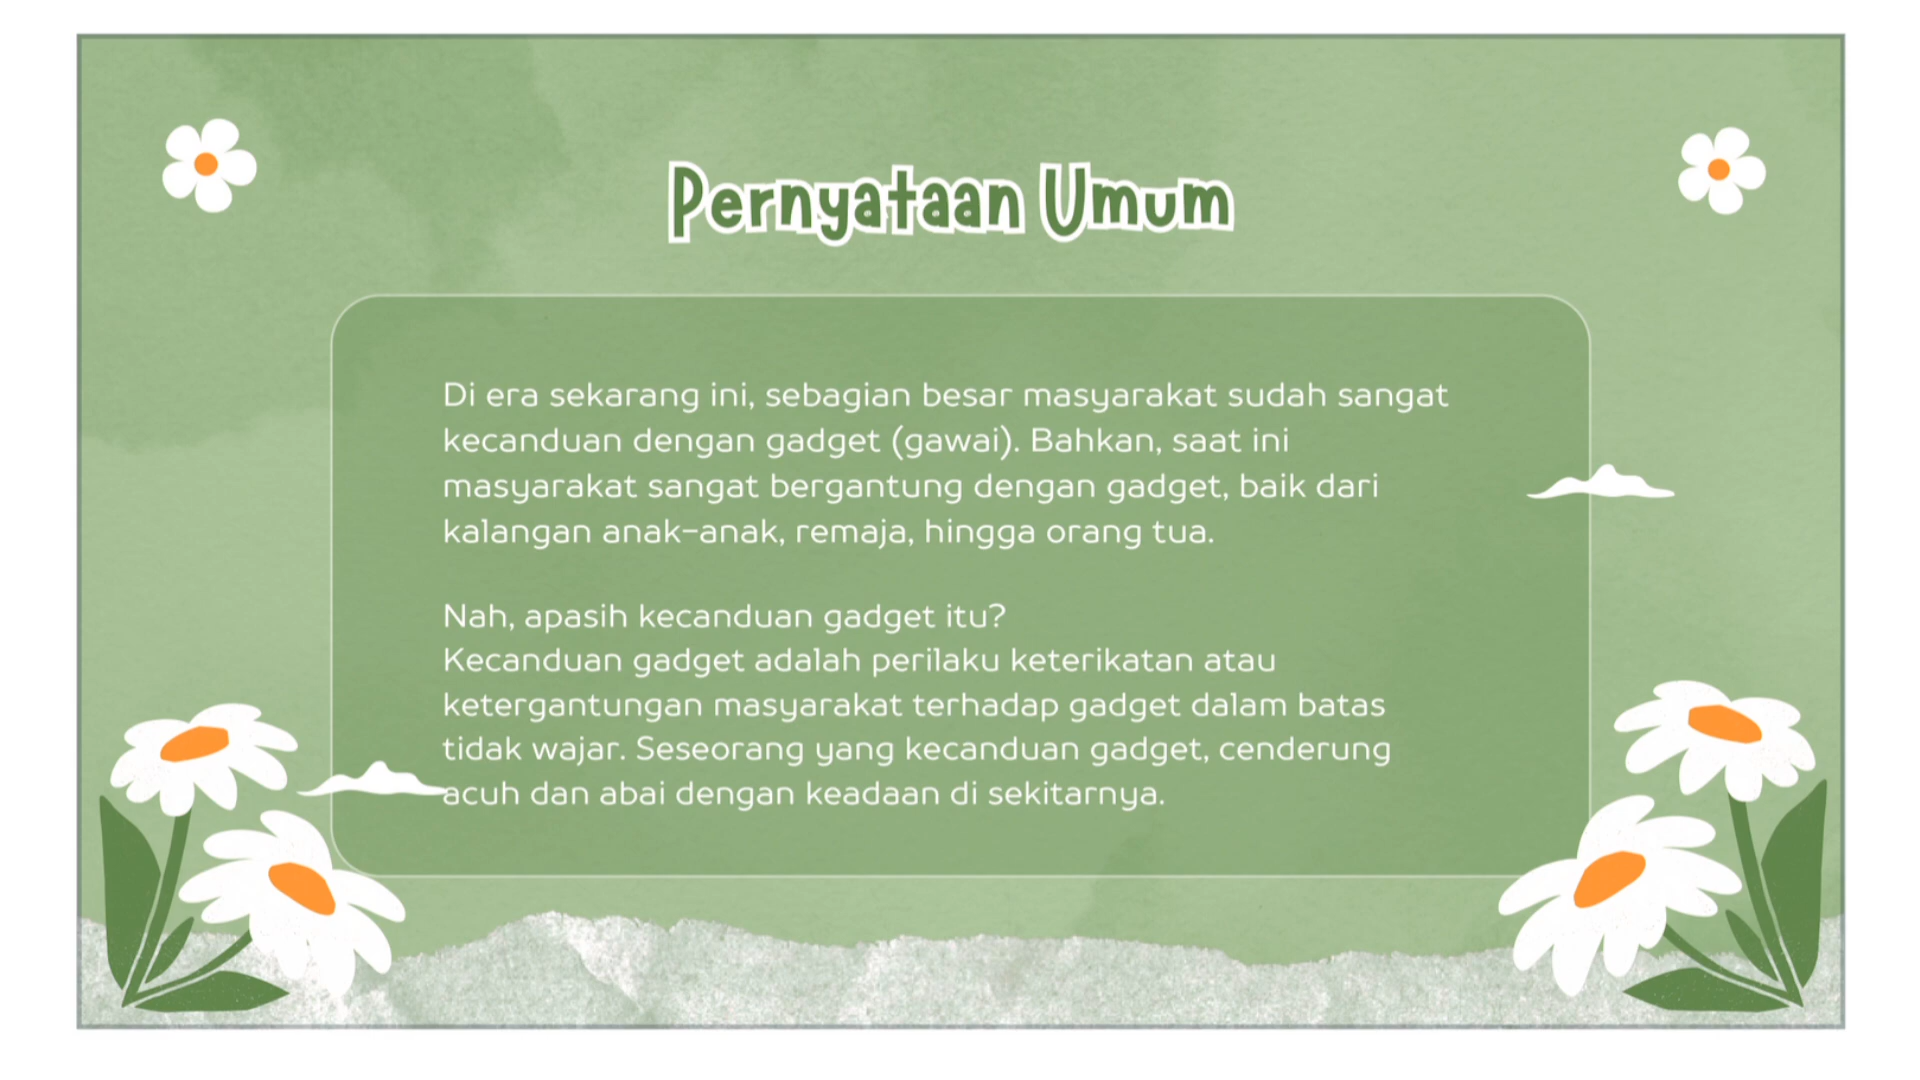 Pernyataan Umum
Di era sekarang ini, sebagian besar masyarakat sudah sangat
kecanduan dengan gadget (gawai). Bahkan, saat ini
masyarakat sangat bergantung dengan gadget, baik dari
kalangan anak-anak, remaja, hingga orang tua.
Nah, apasih kecanduan gadget itu?
Kecanduan gadget adalah perilaku keterikatan atau
ketergantungan masyarakat terhadap gadget dalam batas
tidak wajar. Seseorang yang kecanduan gadget, cenderung
acuh dan abai dengan keadaan di sekitarnya.